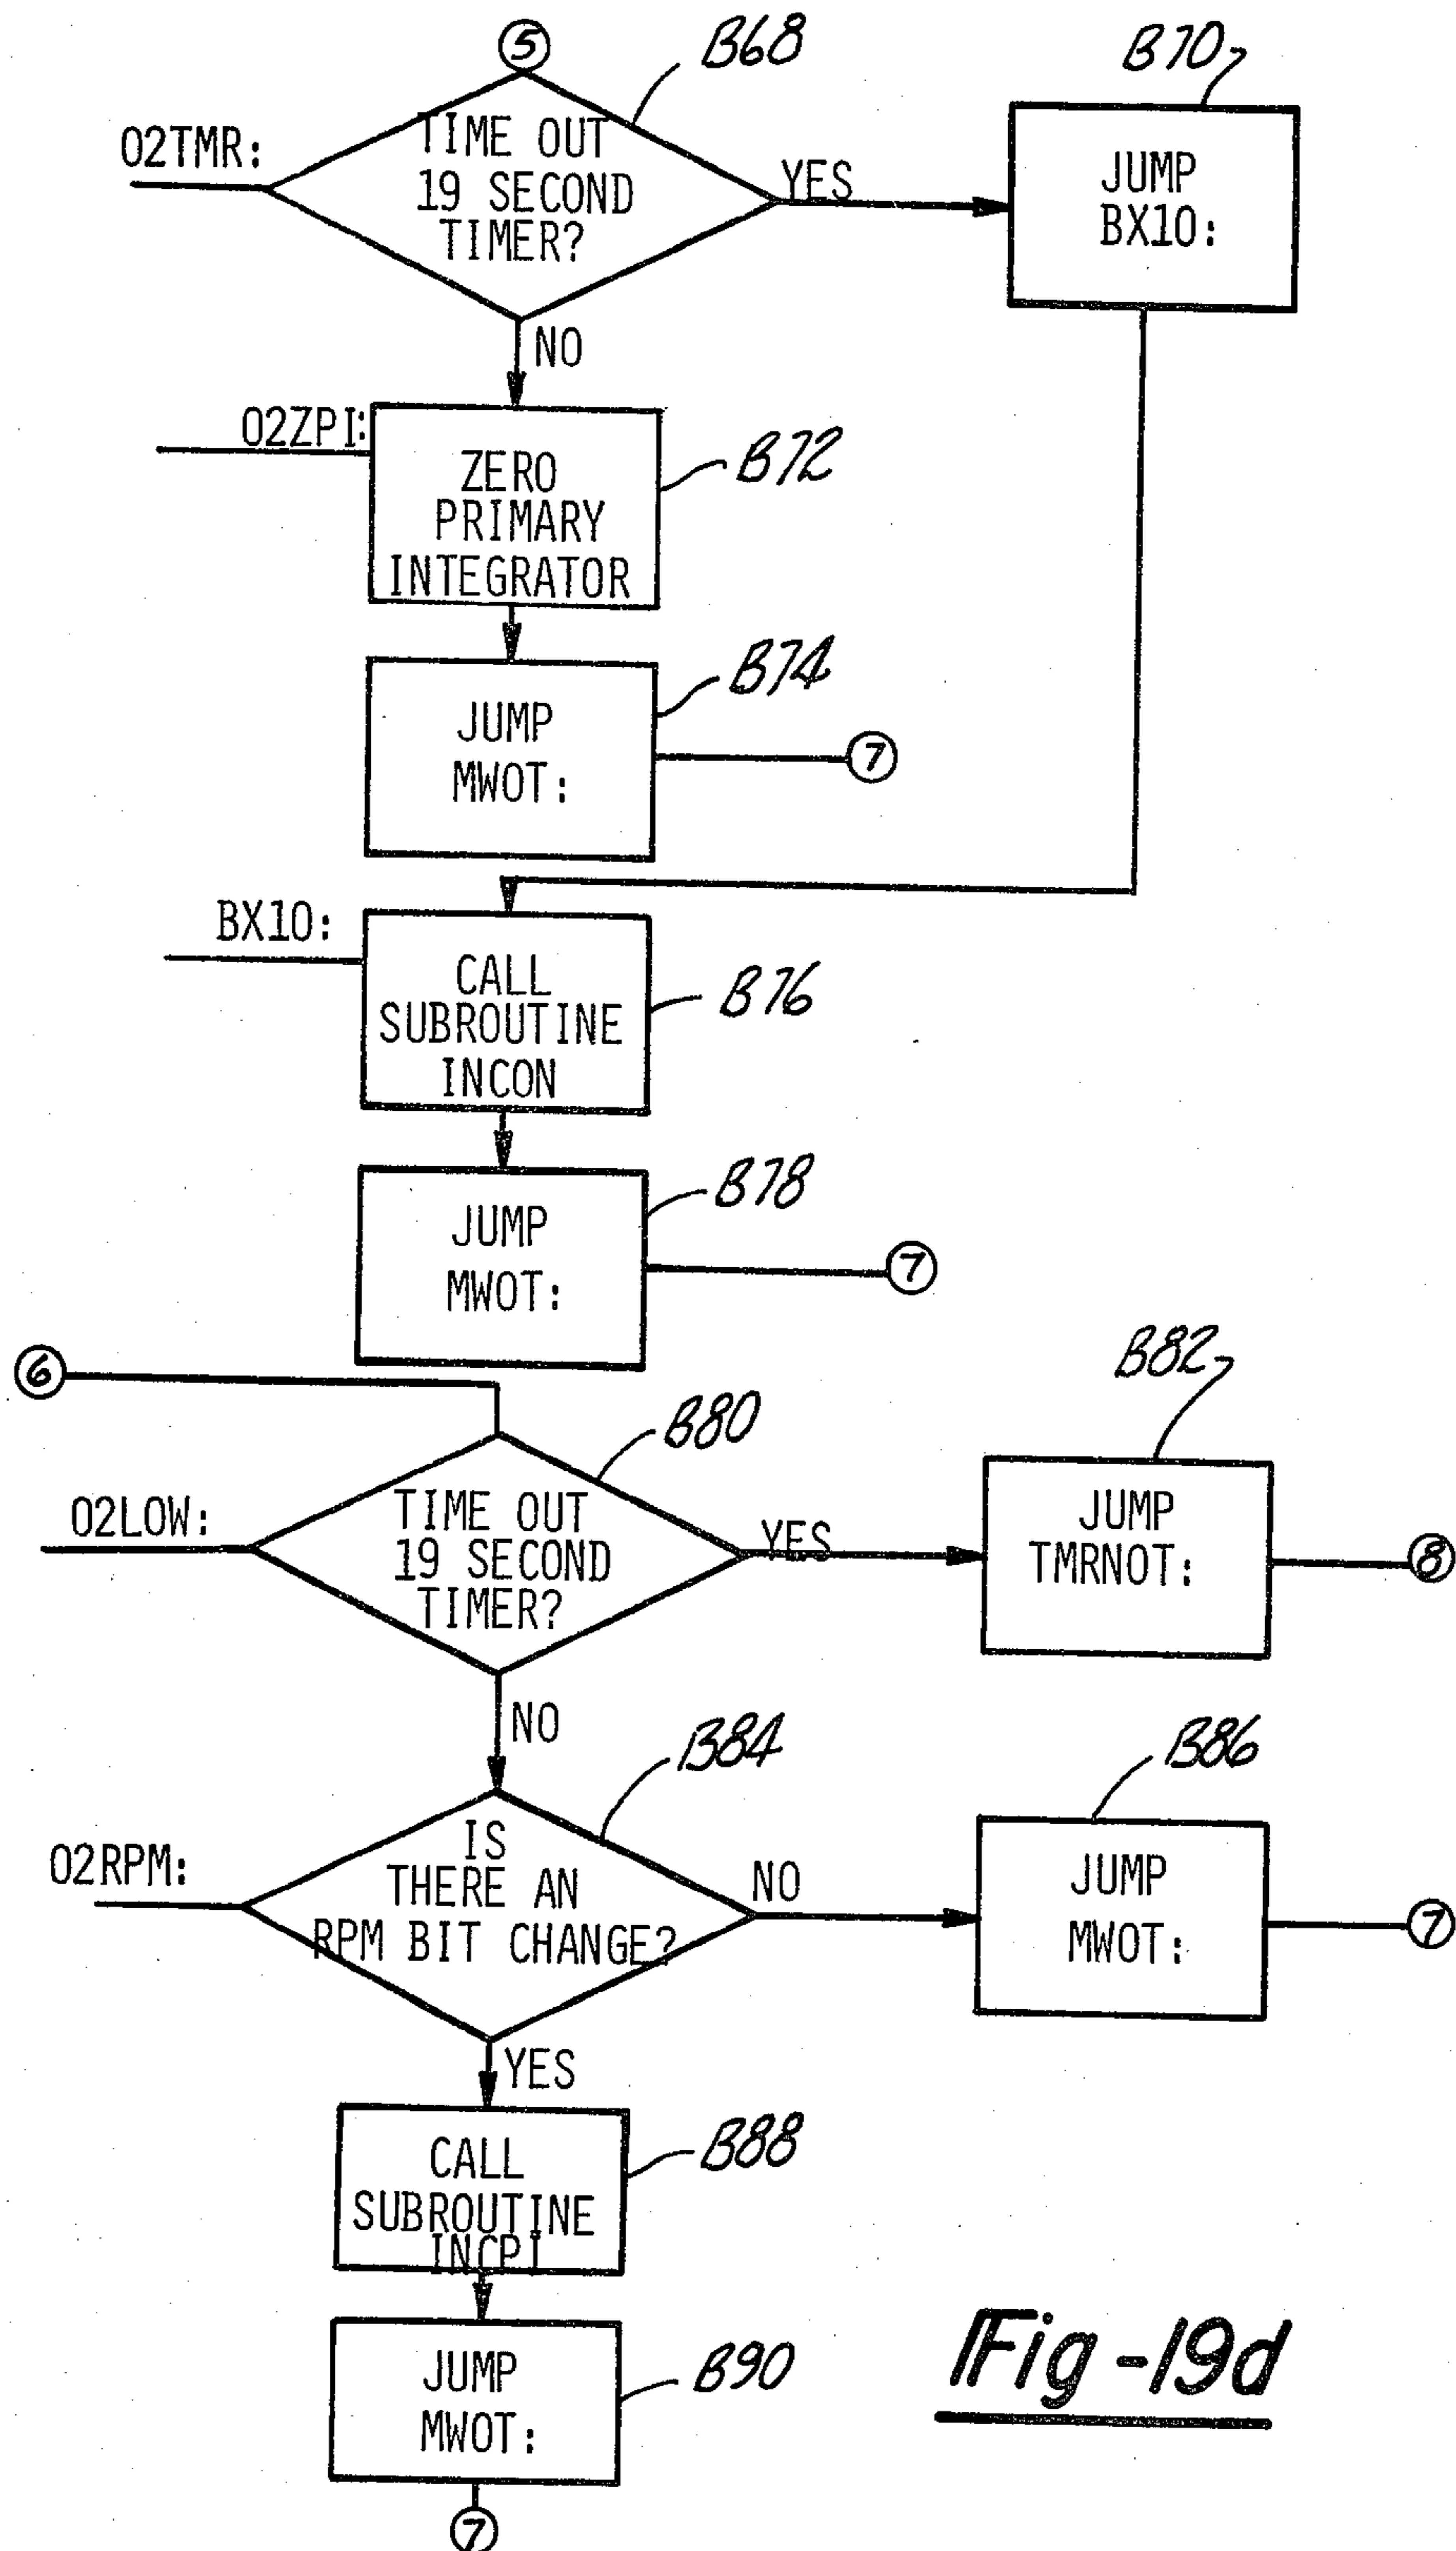 5
B68
B70
O2TMR:
TIME OUT
19 SECOND
TIMER?
YES
JUMP
BX10:
NO
O2ZPI:
ZERO
PRIMARY
INTEGRATOR
B72
JUMP
MWOT:
B74
7
BX10:
CALL
SUBROUTINE
INCON
B76
JUMP
MWOT:
B78
7
6
B80
B82
O2LOW:
TIME OUT
19 SECOND
TIMER?
YES
JUMP
TMRNOT:
8
NO
B84
B86
O2RPM:
IS
THERE AN
RPM BIT CHANGE?
NO
JUMP
MWOT:
7
YES
CALL
SUBROUTINE
INCPI
B88
JUMP
MWOT:
B90
7
Fig-19d